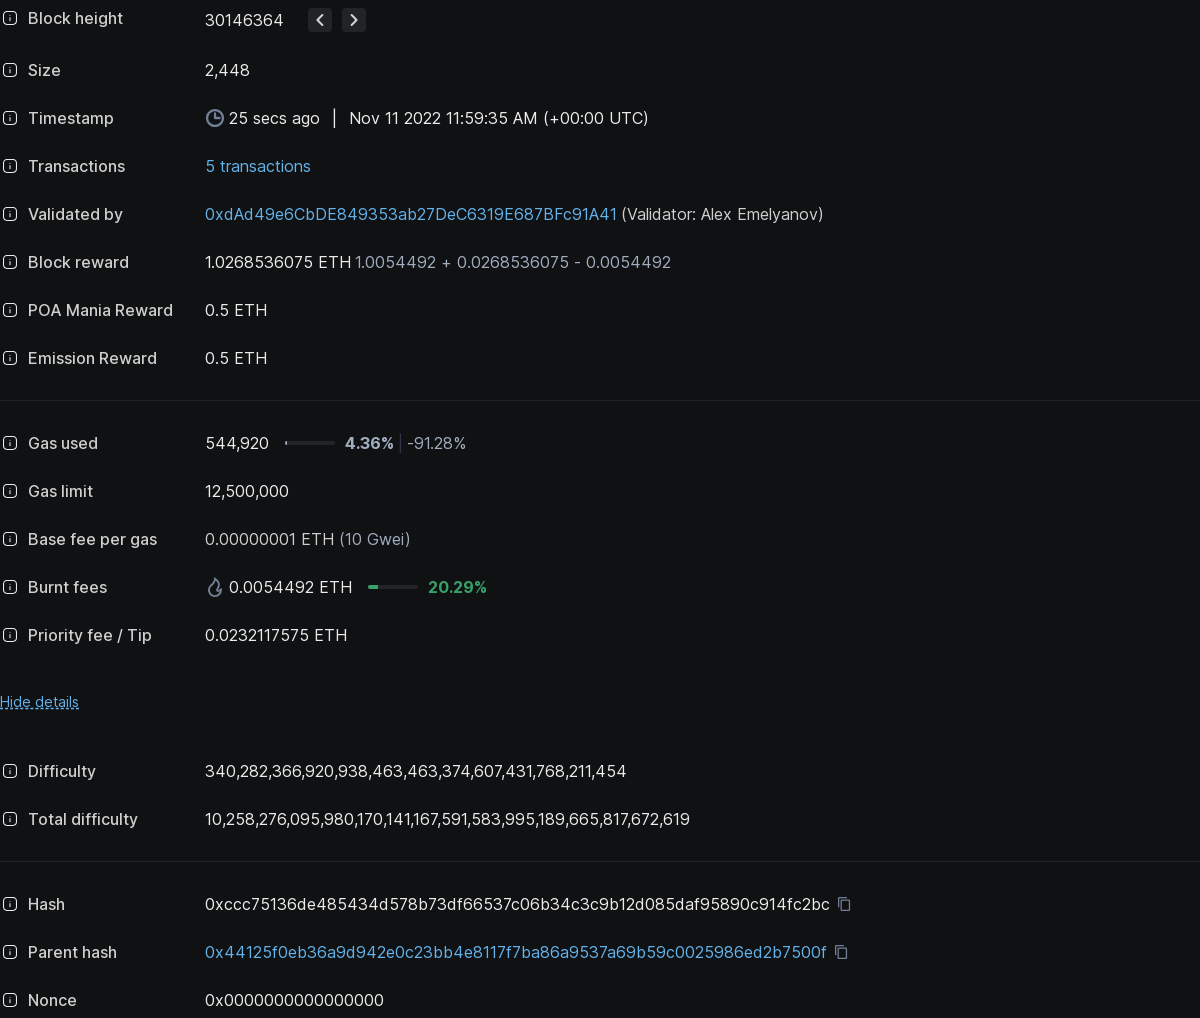 Block height 30146364
Size 2,448
Timestamp 25 secs ago | Nov 11 2022 11:59:35 AM (+00:00 UTC)
Transactions 5 transactions
Validated by 0xdAd49e6CbDE849353ab27DeC6319E687BFc91A41 (Validator: Alex Emelyanov)
Block reward 1.0268536075 ETH 1.0054492 + 0.0268536075 - 0.0054492
POA Mania Reward 0.5 ETH
Emission Reward 0.5 ETH
Gas used 544,920 4.36% | -91.28%
Gas limit 12,500,000
Base fee per gas 0.00000001 ETH (10 Gwei)
Burnt fees 0.0054492 ETH 20.29%
Priority fee / Tip 0.0232117575 ETH
Hide details
Difficulty 340,282,366,920,938,463,463,374,607,431,768,211,454
Total difficulty 10,258,276,095,980,170,141,167,591,583,995,189,665,817,672,619
Hash 0xccc75136de485434d578b73df66537c06b34c3c9b12d085daf95890c914fc2bc
Parent hash 0x44125f0eb36a9d942e0c23bb4e8117f7ba86a9537a69b59c0025986ed2b7500f
Nonce 0x0000000000000000